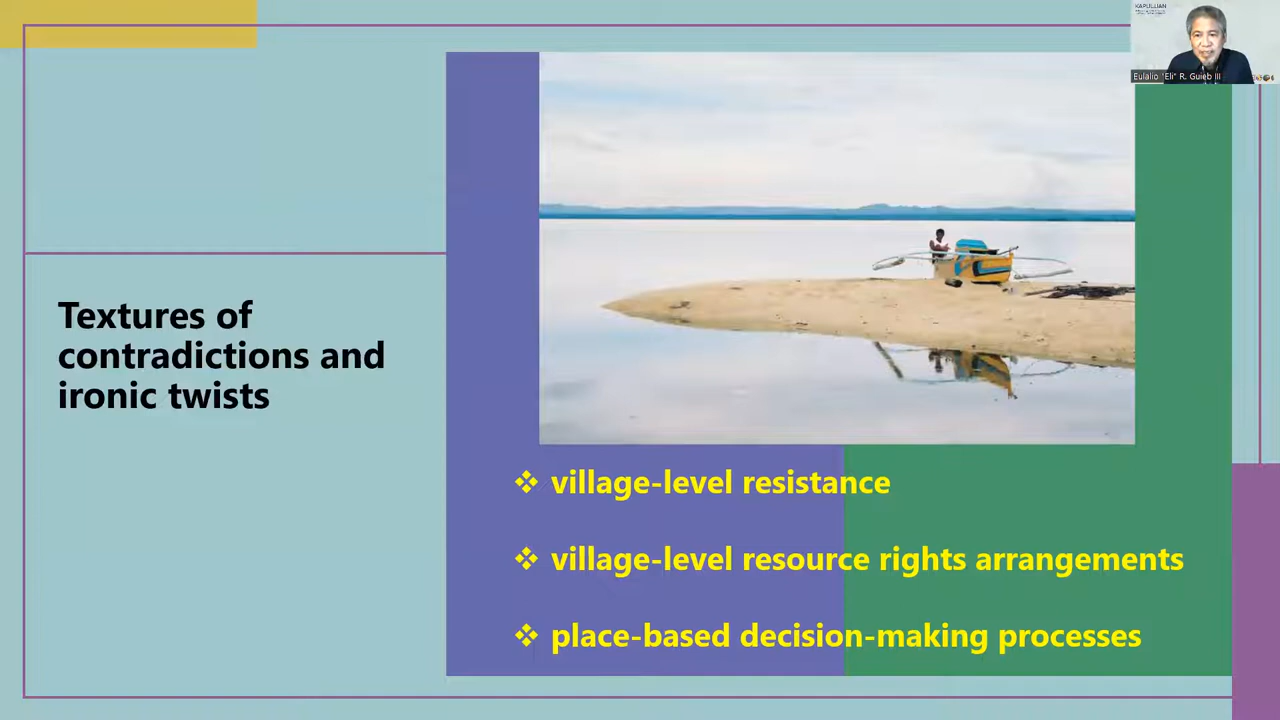 KAPULLIAN
Eulalio "Eli" R. Guieb III
Textures of
contradictions and
ironic twists
❖ village-level resistance
❖ village-level resource rights arrangements
❖ place-based decision-making processes